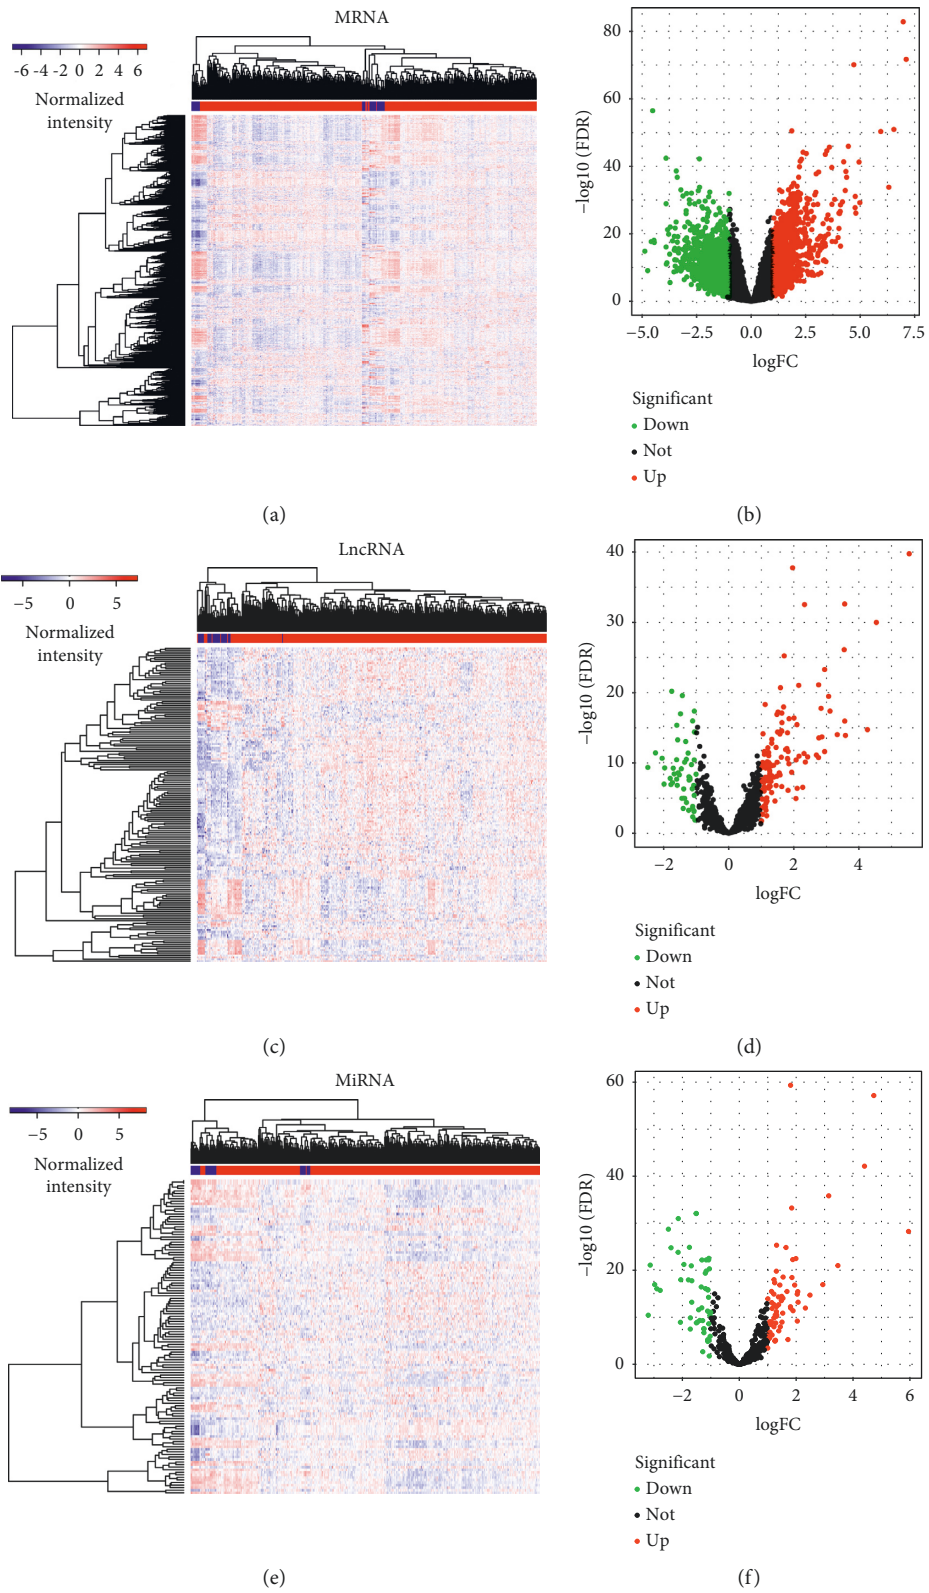 MRNA
-6 -4 -2 0 2 4 6
Normalized
intensity
(a)
80
60
40
20
0
−log10 (FDR)
−5.0 −2.5 0.0 2.5 5.0 7.5
logFC
Significant
Down
Not
Up
(b)
LncRNA
−5 0 5
Normalized
intensity
(c)
40
30
20
10
0
−log10 (FDR)
−2 0 2 4
logFC
Significant
Down
Not
Up
(d)
MiRNA
−5 0 5
Normalized
intensity
(e)
60
40
20
0
−log10 (FDR)
−2 0 2 4 6
logFC
Significant
Down
Not
Up
(f)